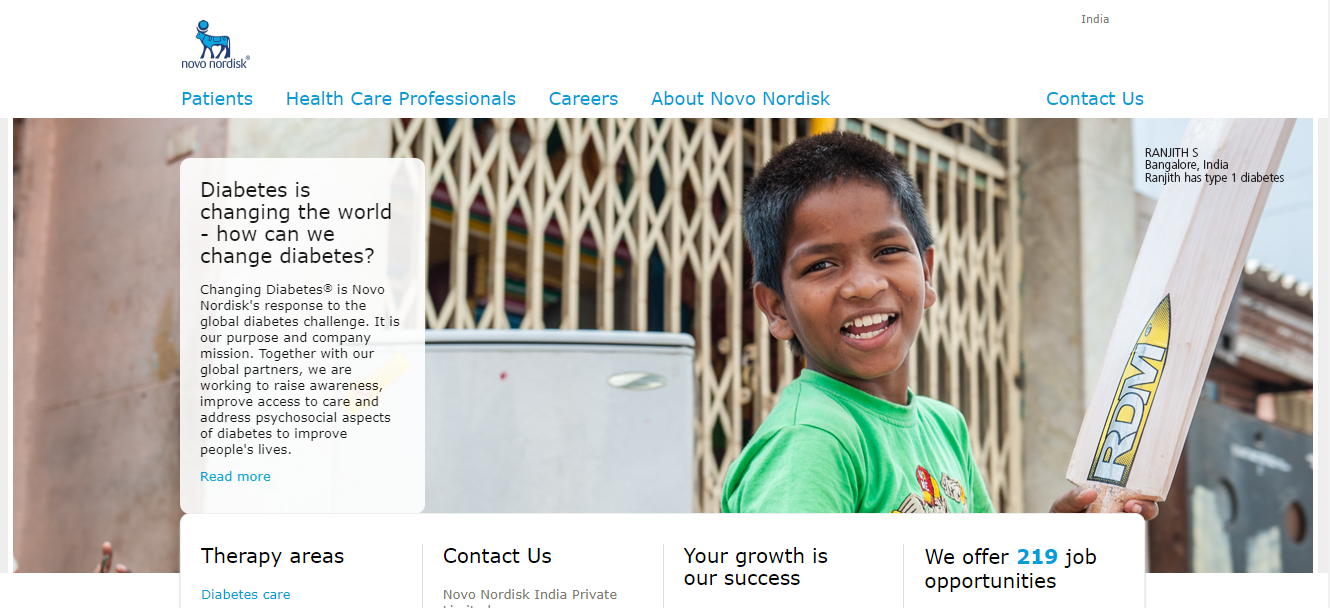 India
novo nordisk®
Patients
Health Care Professionals
Careers
About Novo Nordisk
Contact Us
RANJITH S
Bangalore, India
Ranjith has type 1 diabetes
Diabetes is
changing the world
- how can we
change diabetes?
Changing Diabetes® is Novo
Nordisk's response to the
global diabetes challenge. It is
our purpose and company
mission. Together with our
global partners, we are
working to raise awareness,
improve access to care and
address psychosocial aspects
of diabetes to improve
people's lives.
Read more
RDM
Therapy areas
Diabetes care
Contact Us
Novo Nordisk India Private
Your growth is
our success
We offer 219 job
opportunities